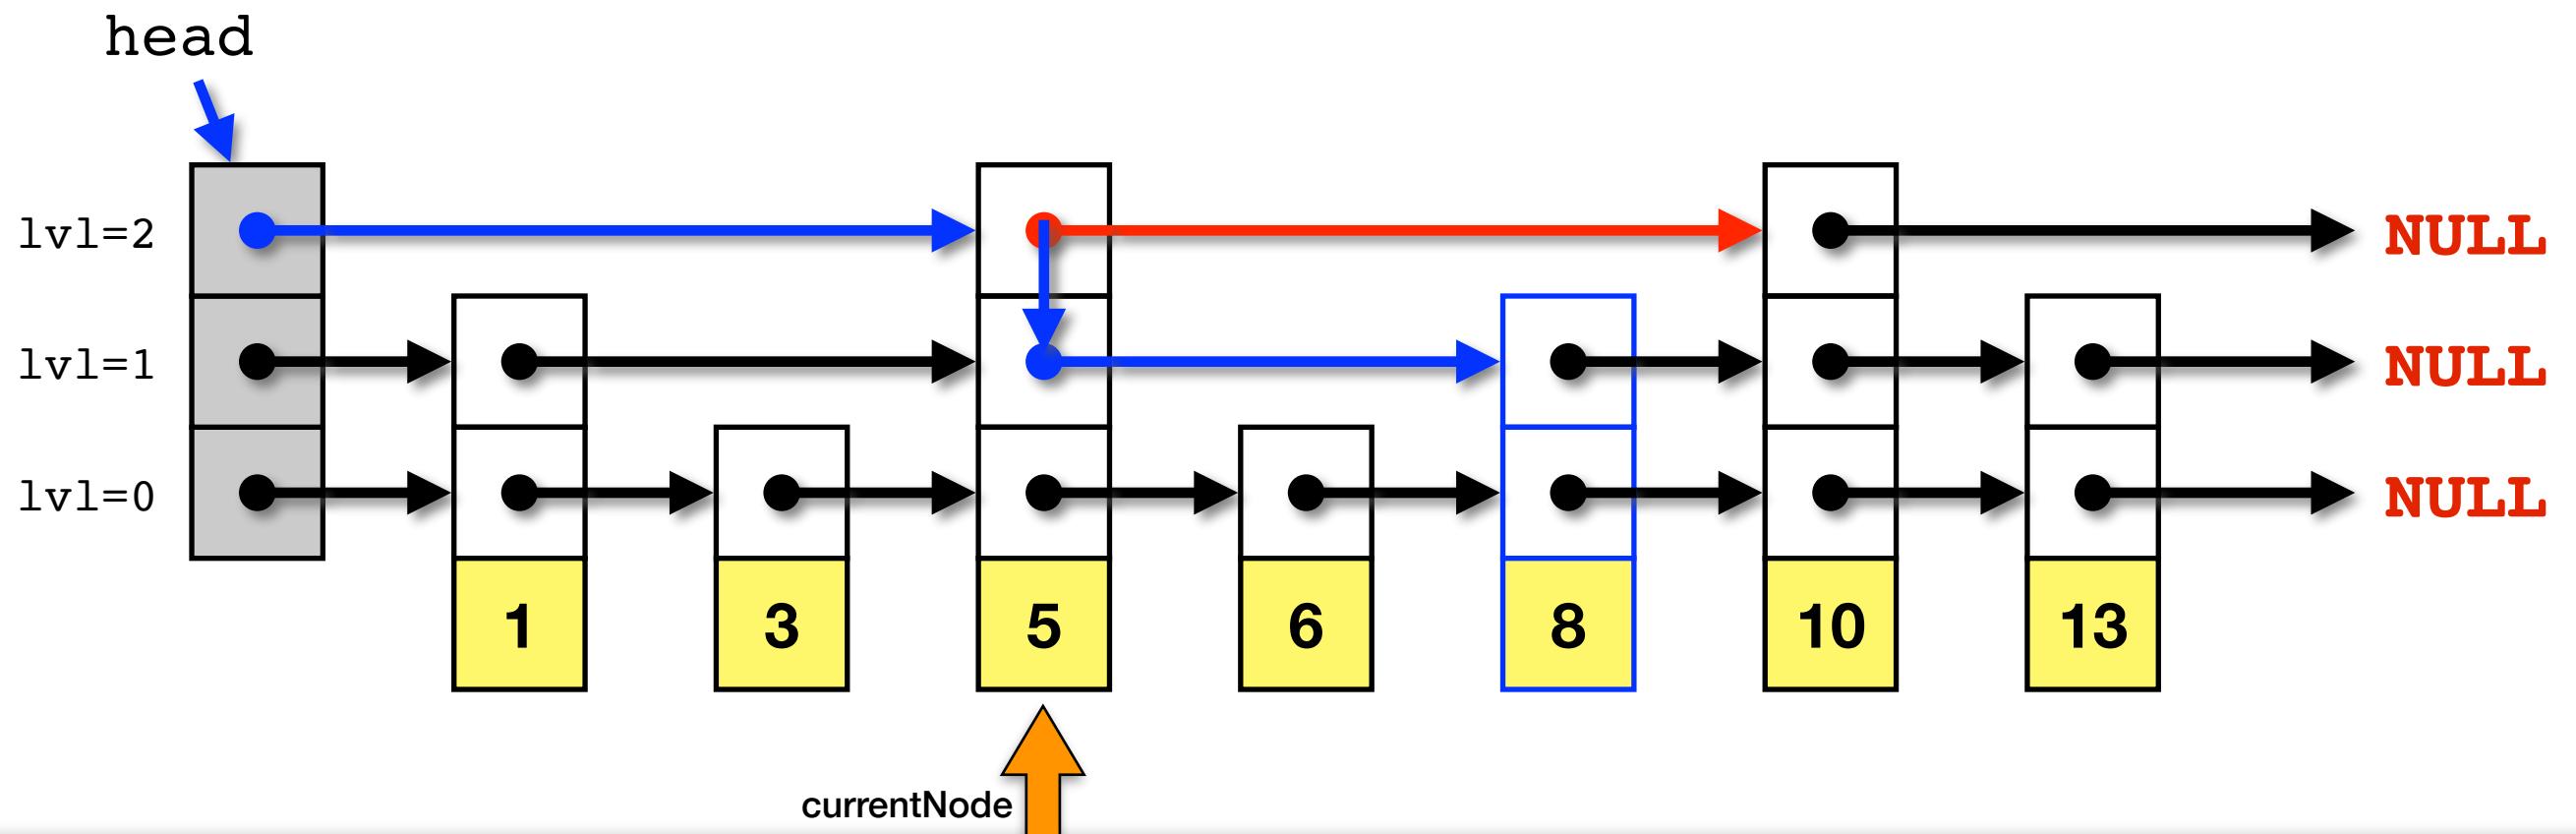 head
lvl=2 NULL
lvl=1 NULL
lvl=0 NULL
1 3 5 6 8 10 13
currentNode